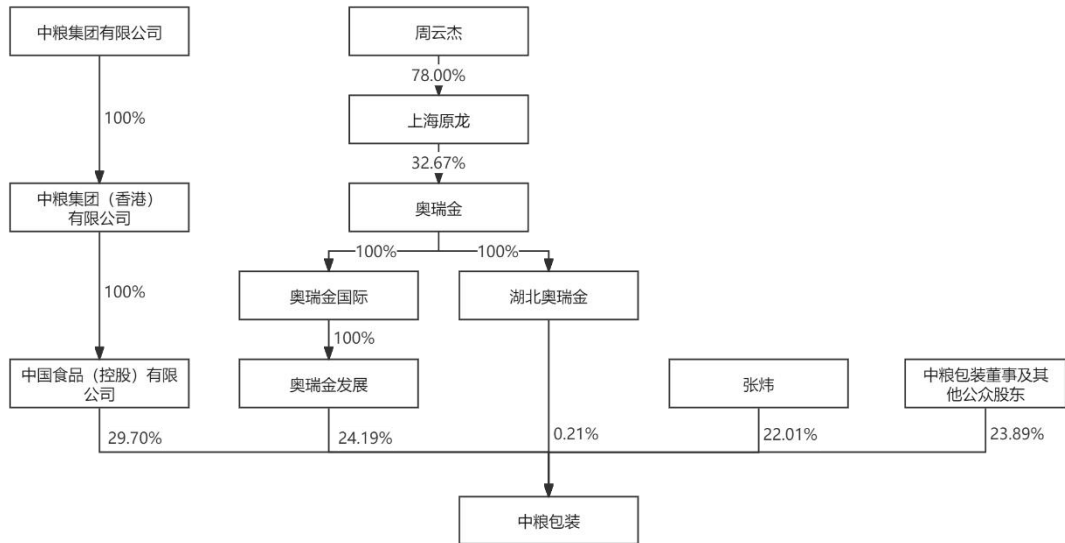 中粮集团有限公司
周云杰
78.00%
100%
上海原龙
32.67%
中粮集团（香港）
有限公司
奥瑞金
100%
100%
奥瑞金国际
湖北奥瑞金
100%
100%
中国食品（控股）有限
公司
奥瑞金发展
张炜
中粮包装董事及其
他公众股东
29.70%
24.19%
0.21%
22.01%
23.89%
中粮包装